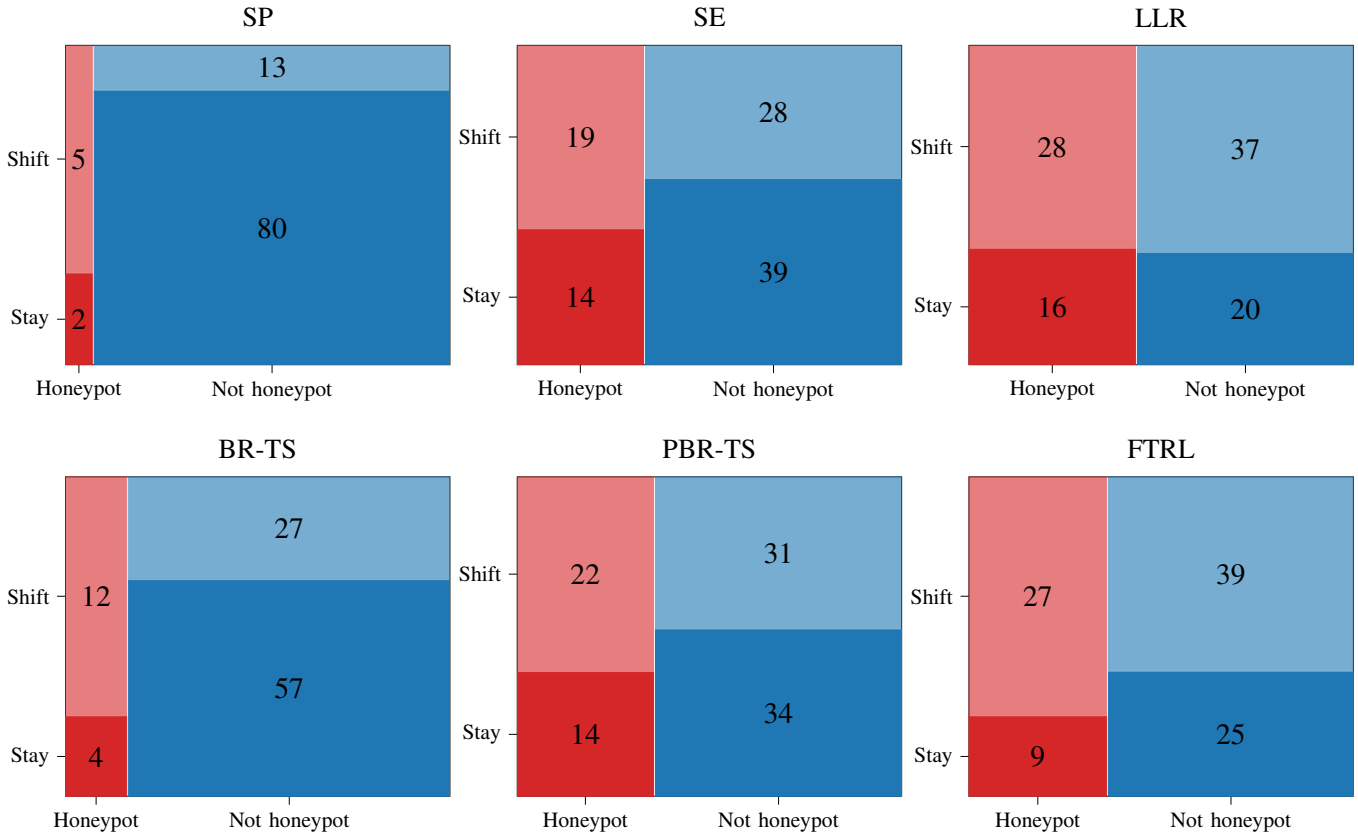 SP
13
Shift
5
80
Stay
2
Honeypot
Not honeypot
SE
28
Shift
19
39
Stay
14
Honeypot
Not honeypot
LLR
Shift
28
37
Stay
16
20
Honeypot
Not honeypot
BR-TS
27
Shift
12
57
Stay
4
Honeypot
Not honeypot
PBR-TS
31
Shift
22
34
Stay
14
Honeypot
Not honeypot
FTRL
39
Shift
27
25
Stay
9
Honeypot
Not honeypot